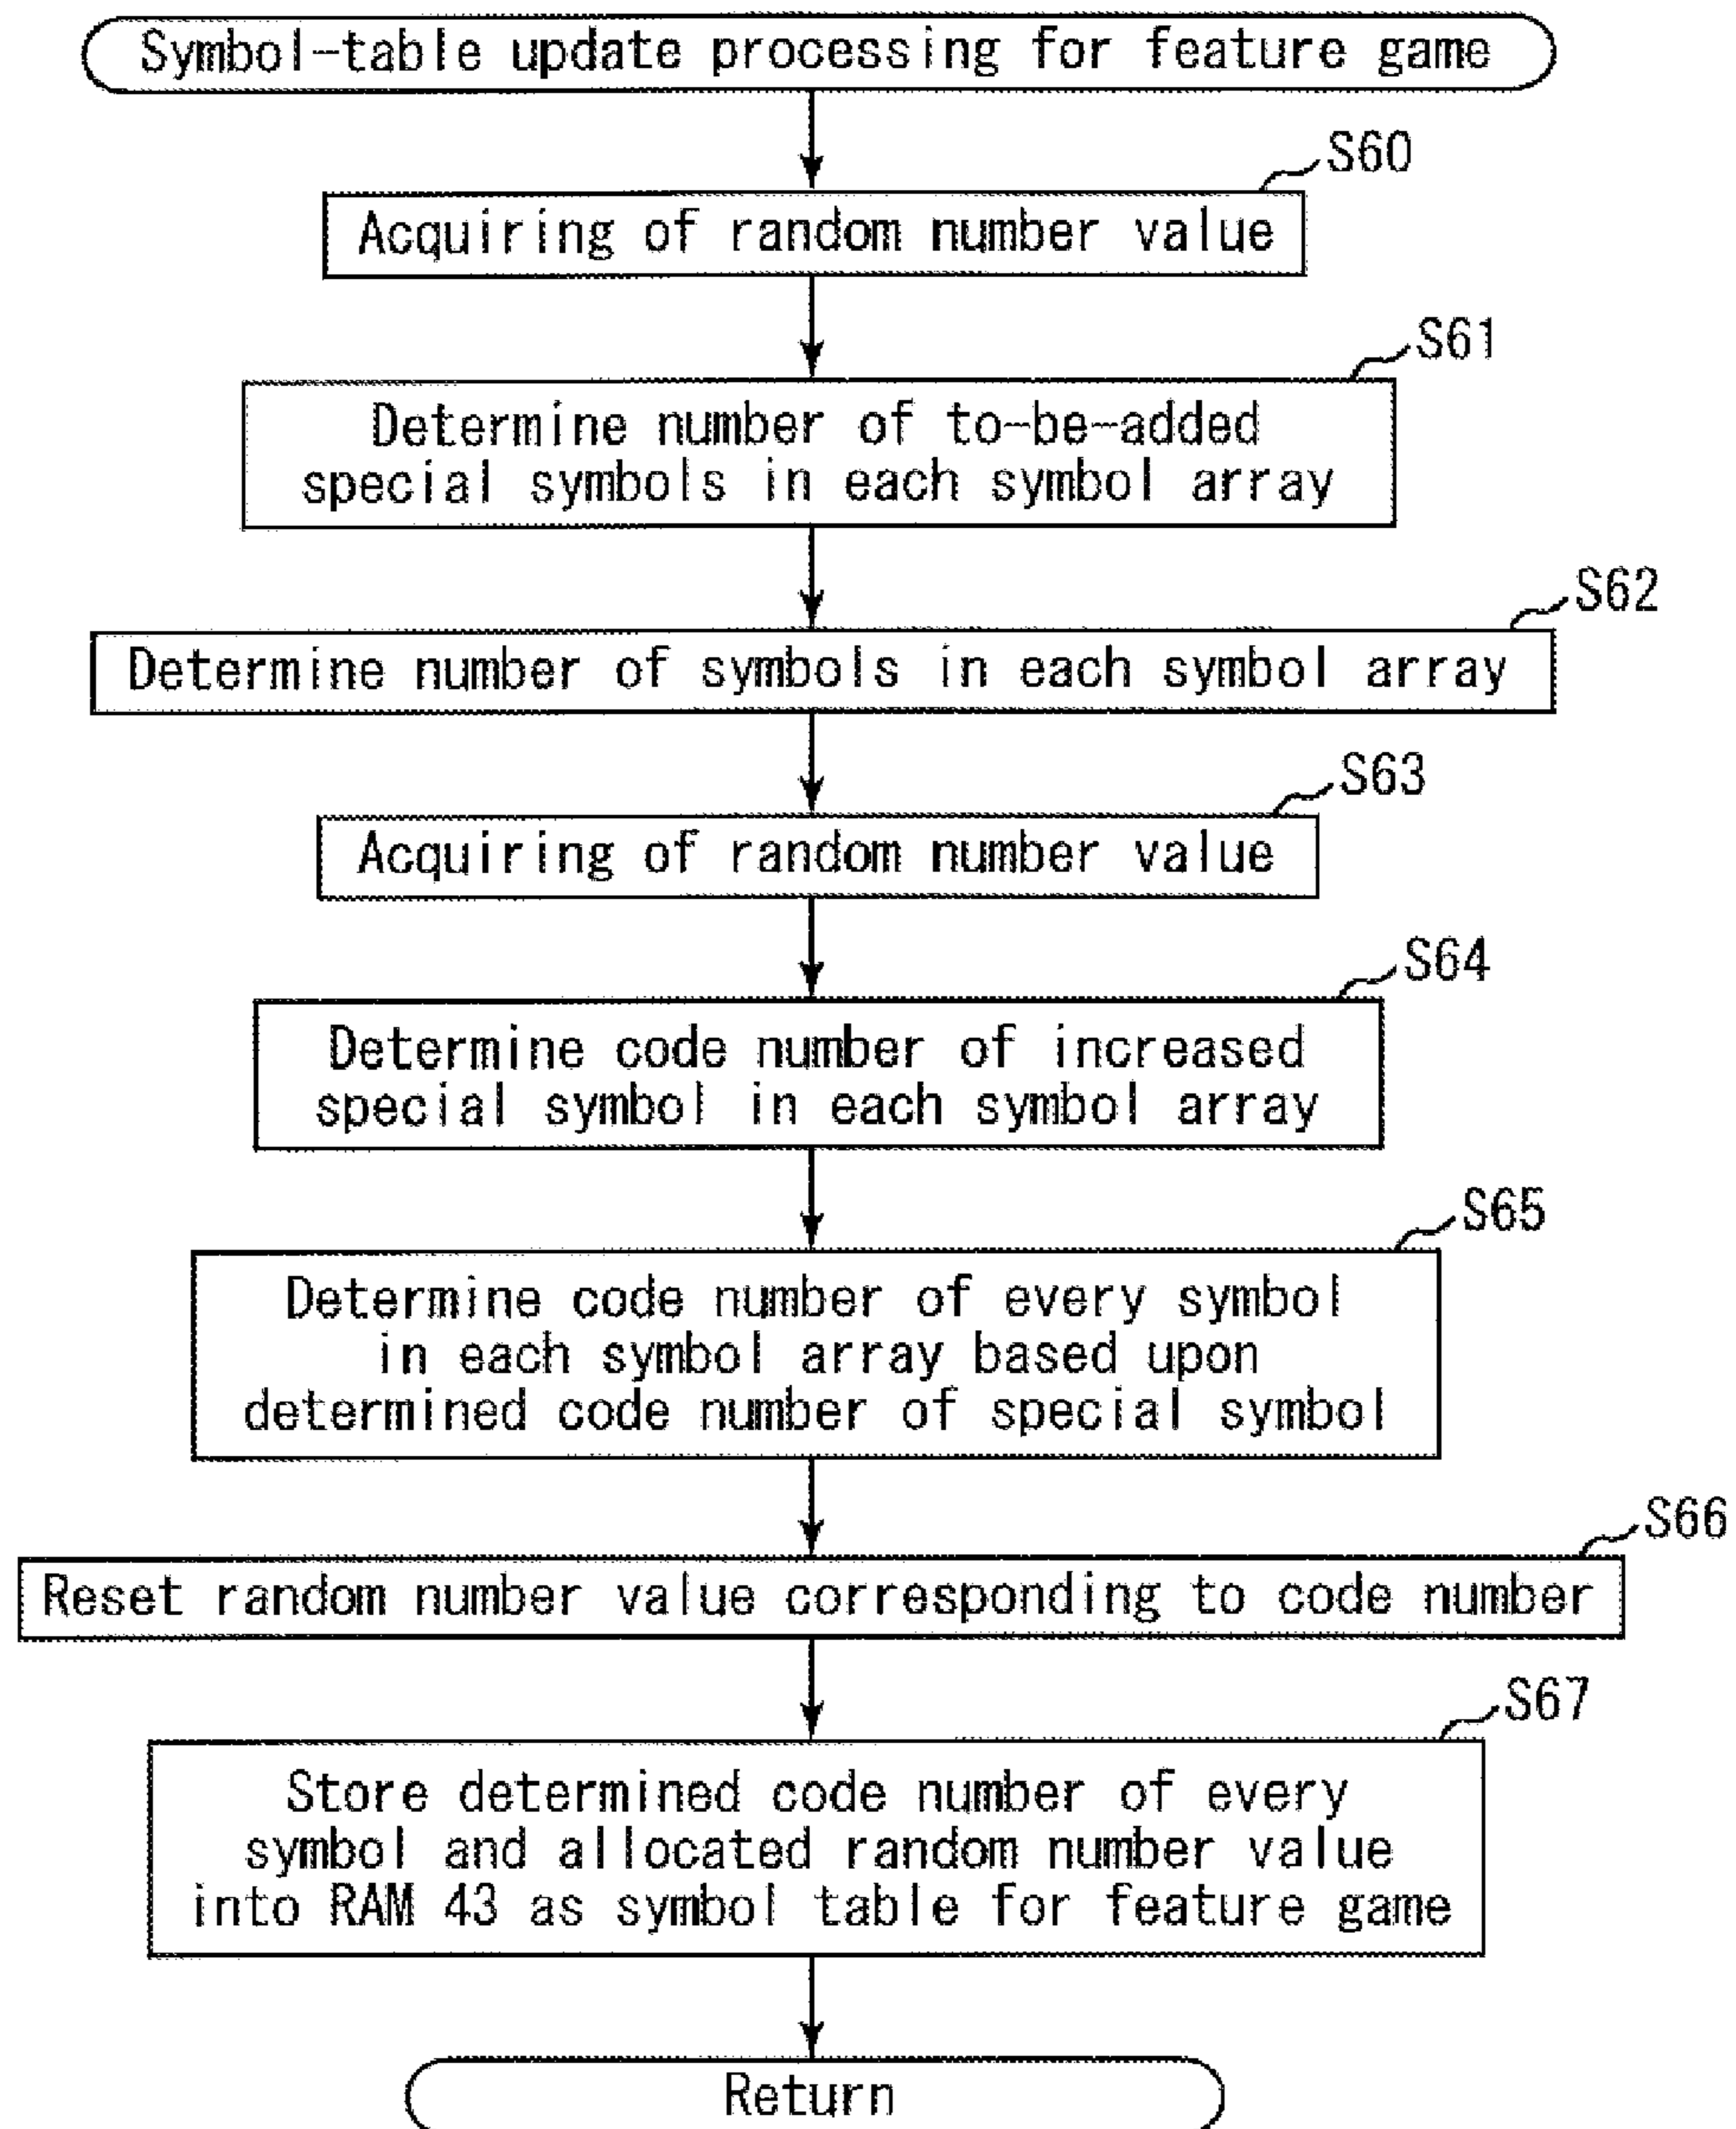 Symbol-table update processing for feature game
S60
Acquiring of random number value
S61
Determine number of to-be-added
special symbols in each symbol array
S62
Determine number of symbols in each symbol array
S63
Acquiring of random number value
S64
Determine code number of increased
special symbol in each symbol array
S65
Determine code number of every symbol
in each symbol array based upon
determined code number of special symbol
S66
Reset random number value corresponding to code number
S67
Store determined code number of every
symbol and allocated random number value
into RAM 43 as symbol table for feature game
Return